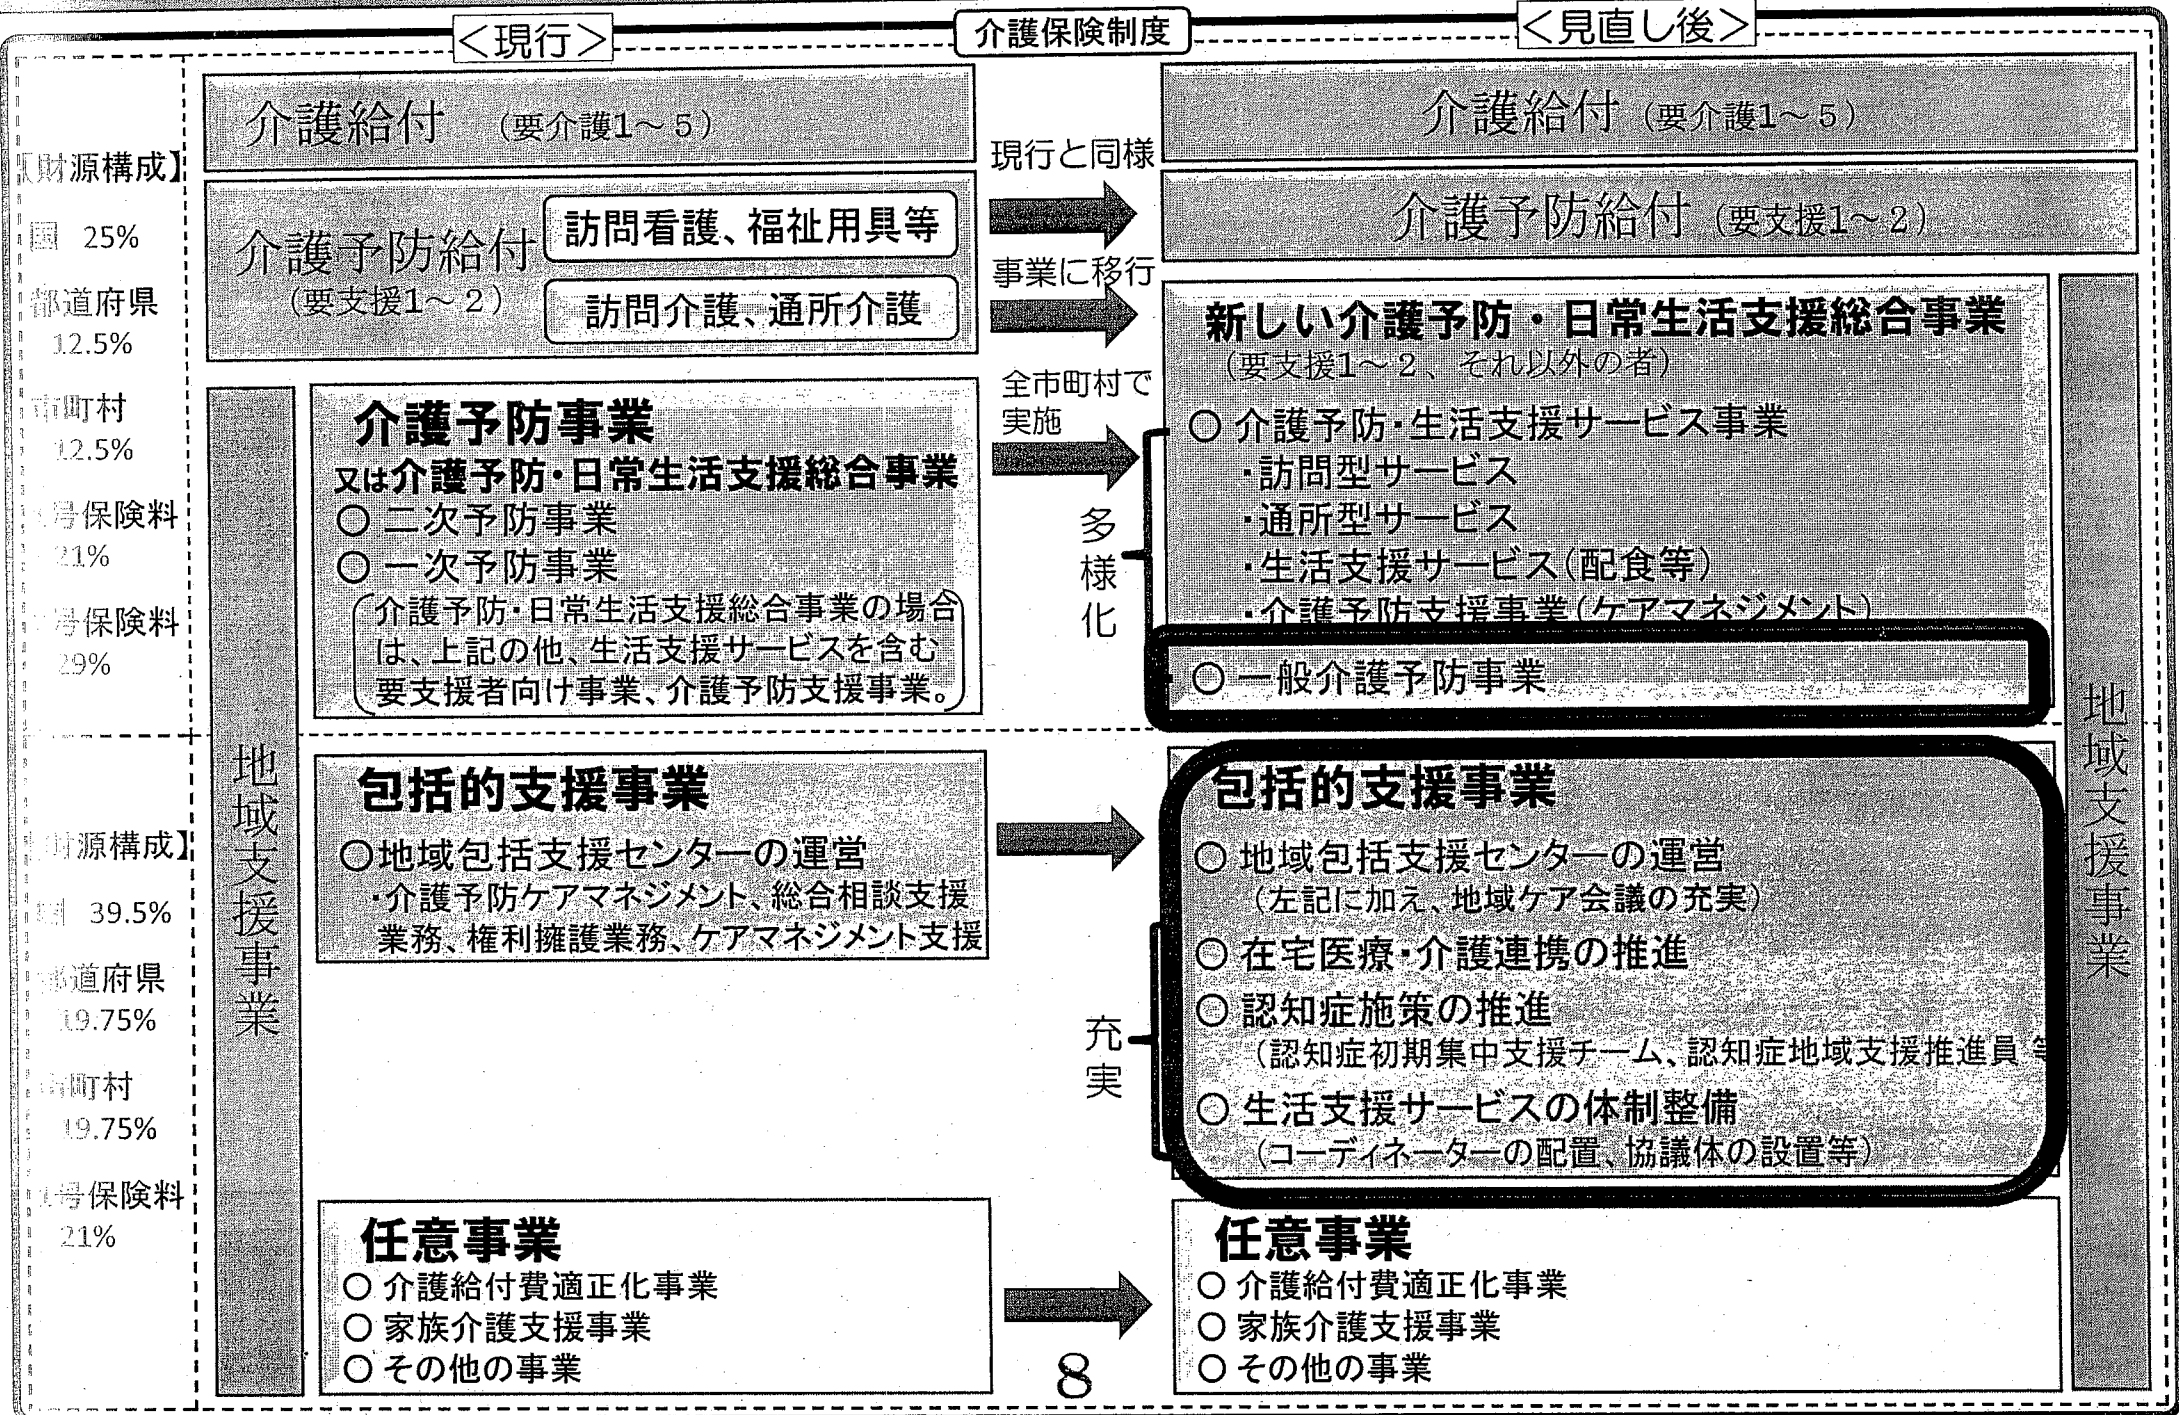 ＜現行＞
介護保険制度
＜見直し後＞
【財源構成】
国 25%
都道府県
12.5%
市町村
12.5%
号保険料
21%
号保険料
29%
財源構成】
39.5%
道府県
19.75%
町村
19.75%
号保険料
21%
介護給付 （要介護1～5）
介護予防給付
（要支援1～2）
訪問看護、福祉用具等
訪問介護、通所介護
地域支援事業
介護予防事業
又は介護予防・日常生活支援総合事業
○ 二次予防事業
○ 一次予防事業
（介護予防・日常生活支援総合事業の場合
は、上記の他、生活支援サービスを含む
要支援者向け事業、介護予防支援事業。）
包括的支援事業
○地域包括支援センターの運営
・介護予防ケアマネジメント、総合相談支援
業務、権利擁護業務、ケアマネジメント支援
任意事業
○ 介護給付費適正化事業
○ 家族介護支援事業
○ その他の事業
現行と同様
事業に移行
全市町村で
実施
多様化
充実
介護給付（要介護1～5）
介護予防給付（要支援1～2）
新しい介護予防・日常生活支援総合事業
（要支援1～2、それ以外の者）
○ 介護予防・生活支援サービス事業
・訪問型サービス
・通所型サービス
・生活支援サービス（配食等）
・介護予防支援事業（ケアマネジメント）
○ 一般介護予防事業
包括的支援事業
○ 地域包括支援センターの運営
（左記に加え、地域ケア会議の充実）
○ 在宅医療・介護連携の推進
○ 認知症施策の推進
（認知症初期集中支援チーム、認知症地域支援推進員 等
○ 生活支援サービスの体制整備
（コーディネーターの配置、協議体の設置等）
任意事業
○ 介護給付費適正化事業
○ 家族介護支援事業
○ その他の事業
地域支援事業
8